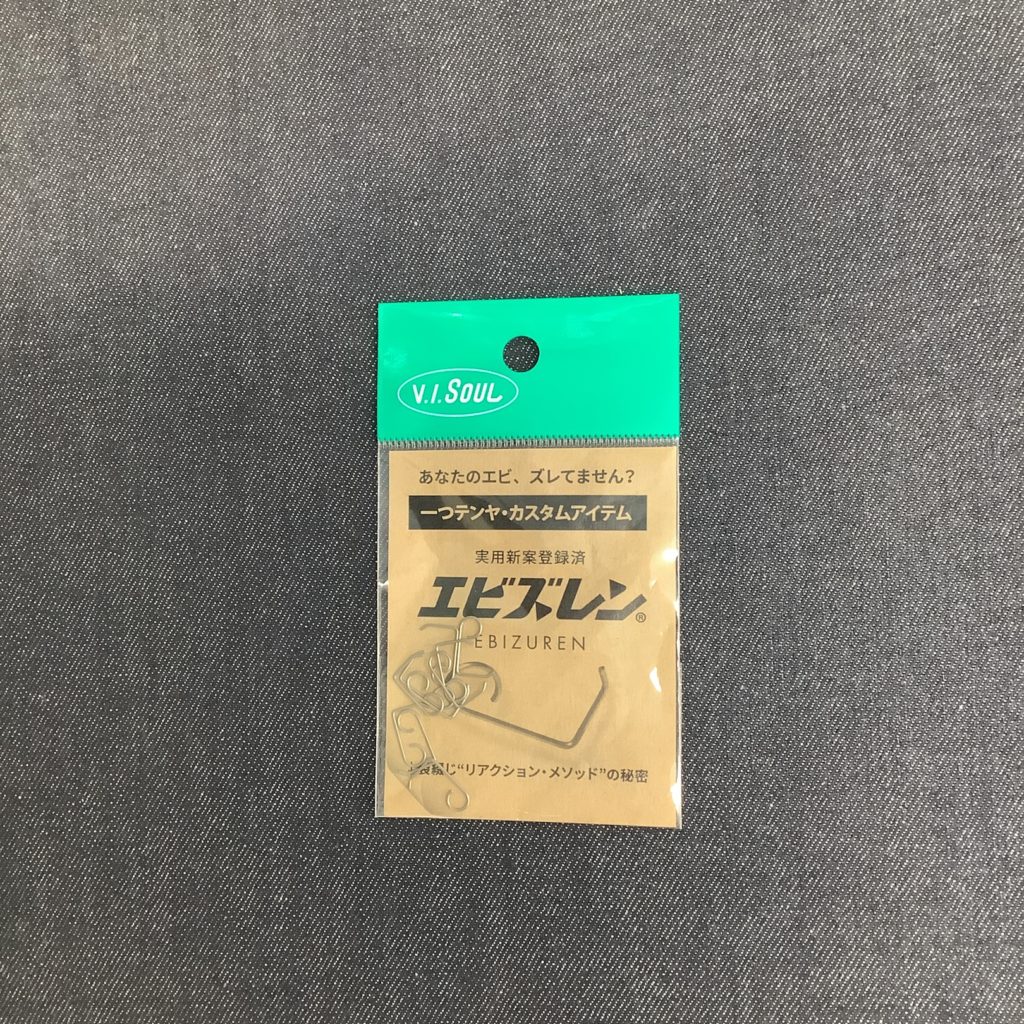 V.I.SOUL
あなたのエビ、ズレてません?
一つテンヤ・カスタムアイテム
実用新案登録済
エビズレン®
EBIZUREN
綴じ“リアクション・メソッド”の秘密